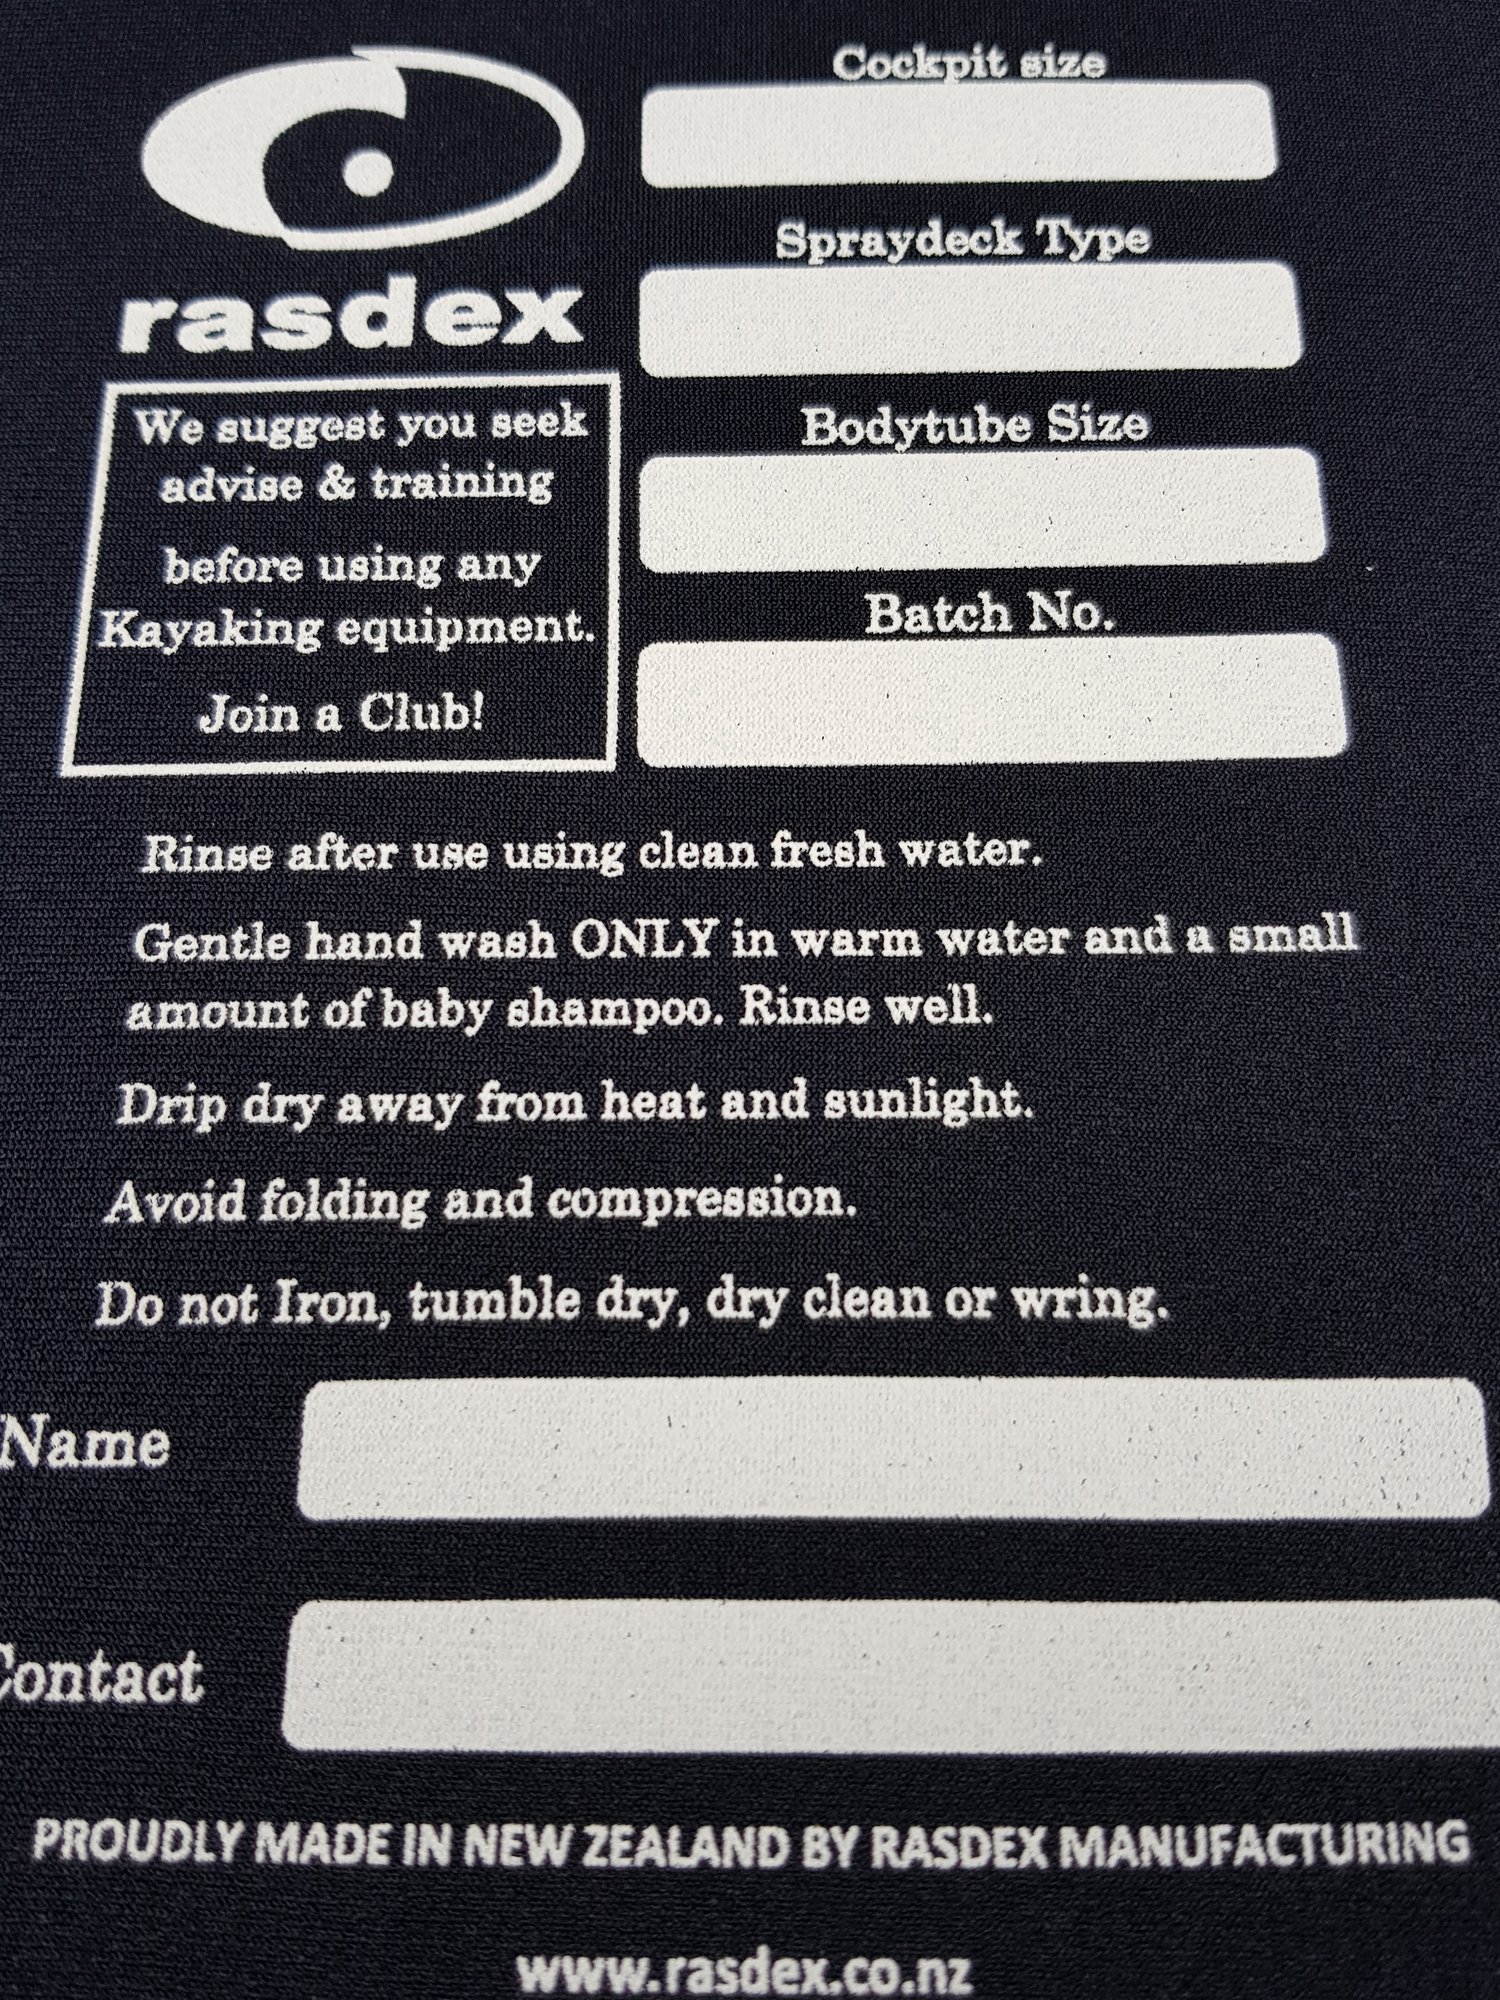 rasdex
We suggest you seek
advise & training
before using any
Kayaking equipment.
Join a Club!
Cockpit size
Spraydeck Type
Bodytube Size
Batch No.
Rinse after use using clean fresh water.
Gentle hand wash ONLY in warm water and a small
amount of baby shampoo. Rinse well.
Drip dry away from heat and sunlight.
Avoid folding and compression.
Do not Iron, tumble dry, dry clean or wring.
Name
Contact
PROUDLY MADE IN NEW ZEALAND BY RASDEX MANUFACTURING
www.rasdex.co.nz